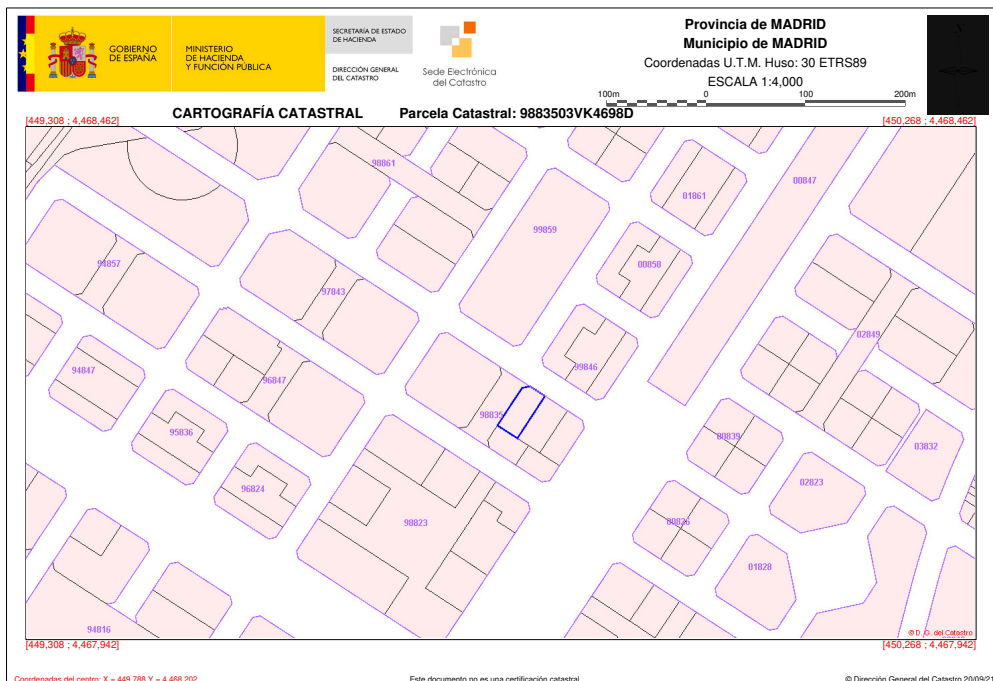 GOBIERNO
DE ESPAÑA
MINISTERIO
DE HACIENDA
Y FUNCIÓN PÚBLICA
SECRETARÍA DE ESTADO
DE HACIENDA
DIRECCIÓN GENERAL
DEL CATASTRO
Sede Electrónica
del Catastro
Provincia de MADRID
Municipio de MADRID
Coordenadas U.T.M. Huso: 30 ETRS89
ESCALA 1:4,000
100m 0 100 200m
CARTOGRAFÍA CATASTRAL Parcela Catastral: 9883503VK4698D
[449,308 ; 4,468,462] [450,268 ; 4,468,462]
98861
00847
01861
99859
94857
00858
97843
02849
94847
96847
99846
98835
95836
00839
03832
96824
02823
98823
00826
01828
94816
© D. G. del Catastro
[449,308 ; 4,467,942] [450,268 ; 4,467,942]
Coordenadas del centro: X = 449,788 Y = 4,468,202 Este documento no es una certificación catastral © Dirección General del Catastro 20/09/21